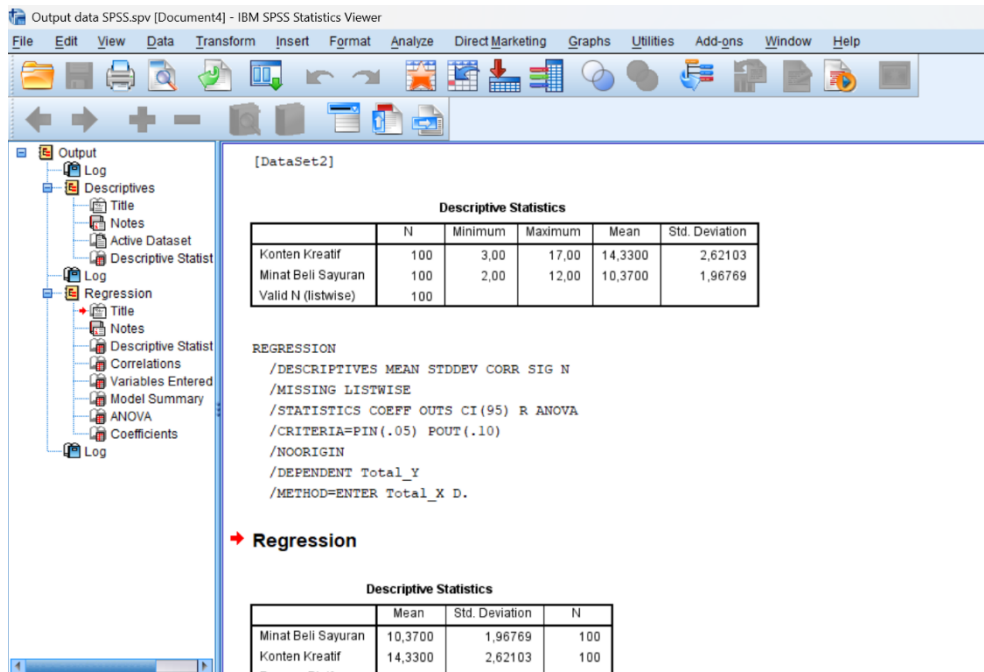 Output data SPSS.spv [Document4] - IBM SPSS Statistics Viewer
File Edit View Data Transform Insert Format Analyze Direct Marketing Graphs Utilities Add-ons Window Help
Output
Log
Descriptives
Title
Notes
Active Dataset
Descriptive Statist
Log
Regression
Title
Notes
Descriptive Statist
Correlations
Variables Entered
Model Summary
ANOVA
Coefficients
Log
[DataSet2]
Descriptive Statistics
N Minimum Maximum Mean Std. Deviation
Konten Kreatif 100 3,00 17,00 14,3300 2,62103
Minat Beli Sayuran 100 2,00 12,00 10,3700 1,96769
Valid N (listwise) 100
REGRESSION
/DESCRIPTIVES MEAN STDDEV CORR SIG N
/MISSING LISTWISE
/STATISTICS COEFF OUTS CI(95) R ANOVA
/CRITERIA=PIN(.05) POUT(.10)
/NOORIGIN
/DEPENDENT Total_Y
/METHOD=ENTER Total_X D.
Regression
Descriptive Statistics
Mean Std. Deviation N
Minat Beli Sayuran 10,3700 1,96769 100
Konten Kreatif 14,3300 2,62103 100